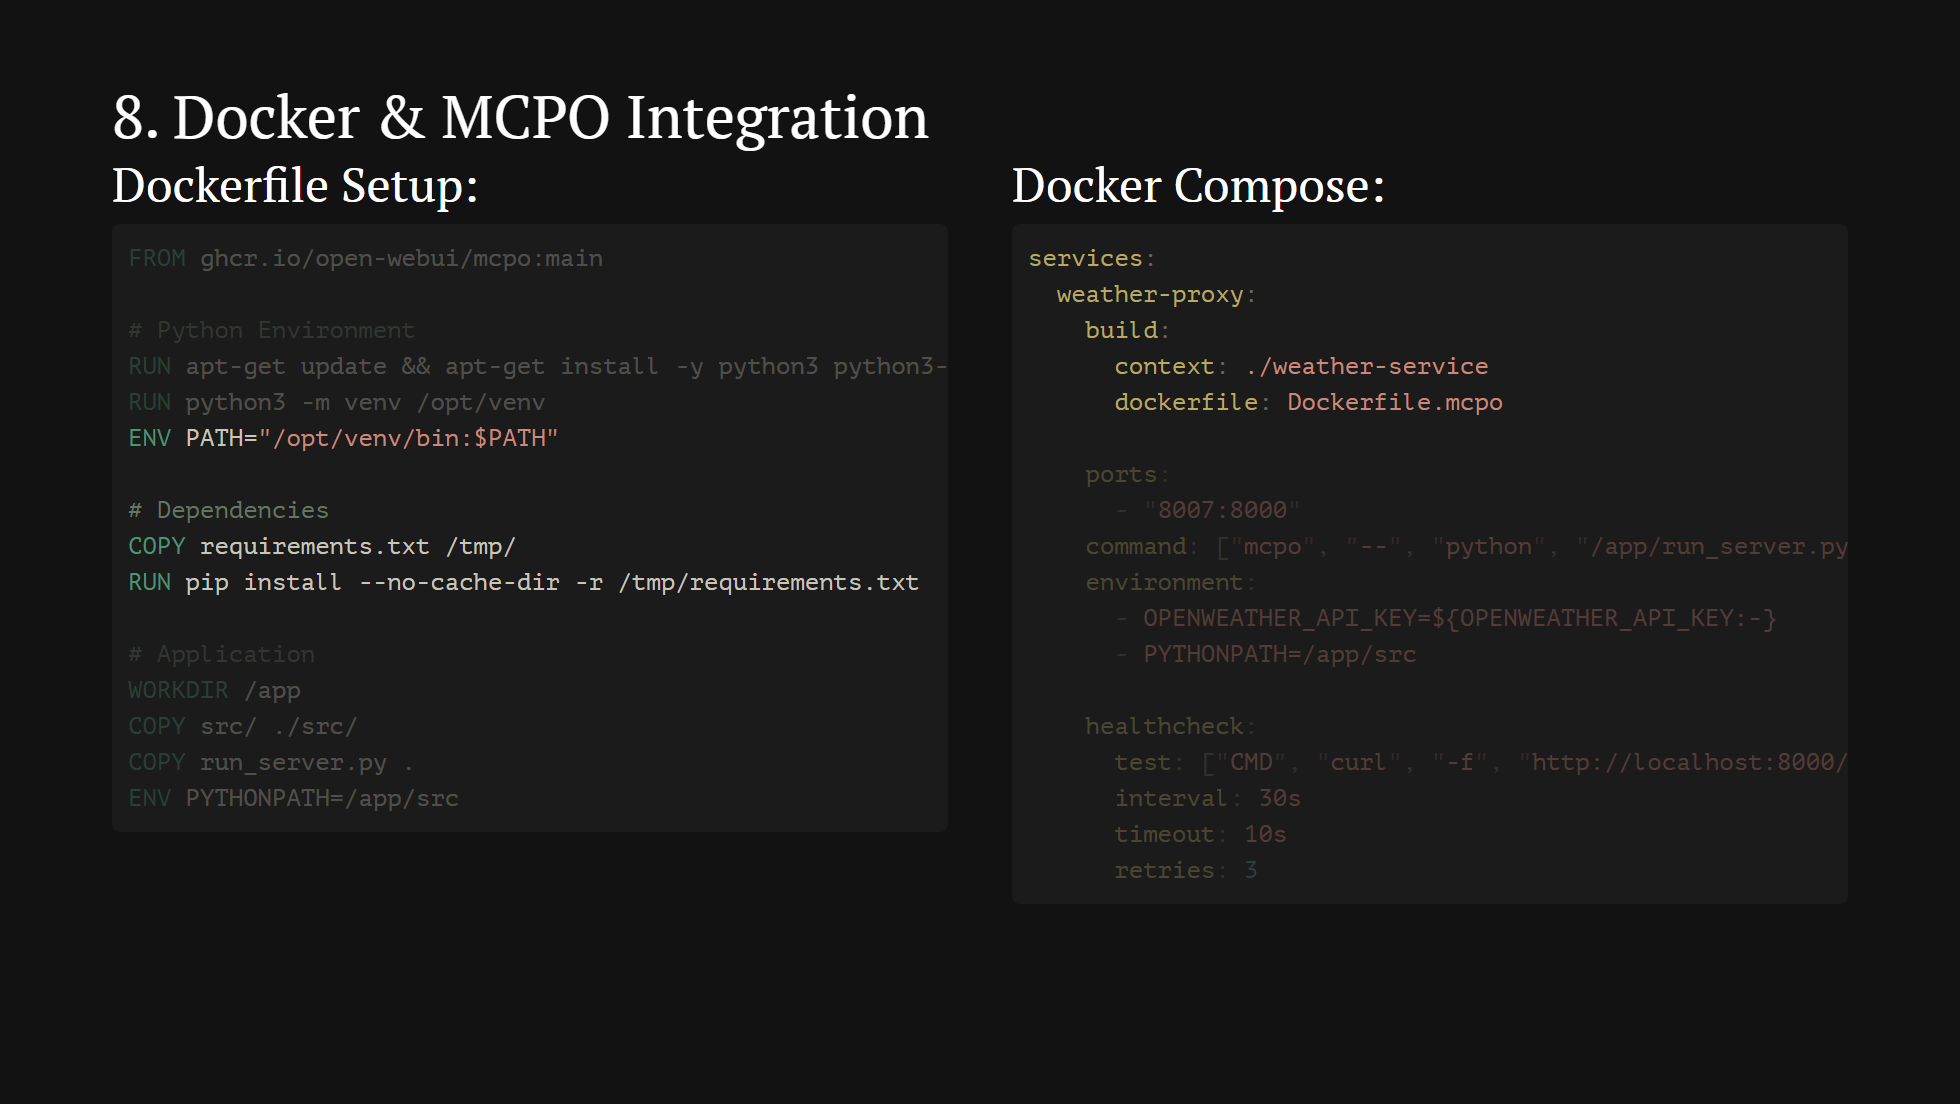 8. Docker & MCPO Integration
Dockerfile Setup:
FROM ghcr.io/open-webui/mcpo:main
# Python Environment
RUN apt-get update && apt-get install -y python3 python3-
RUN python3 -m venv /opt/venv
ENV PATH="/opt/venv/bin:$PATH"
# Dependencies
COPY requirements.txt /tmp/
RUN pip install --no-cache-dir -r /tmp/requirements.txt
# Application
WORKDIR /app
COPY src/ ./src/
COPY run_server.py .
ENV PYTHONPATH=/app/src
Docker Compose:
services:
  weather-proxy:
    build:
      context: ./weather-service
      dockerfile: Dockerfile.mcpo
    ports:
      - "8007:8000"
    command: ["mcpo", "--", "python", "/app/run_server.py
    environment:
      - OPENWEATHER_API_KEY=${OPENWEATHER_API_KEY:-}
      - PYTHONPATH=/app/src
    healthcheck:
      test: ["CMD", "curl", "-f", "http://localhost:8000/
      interval: 30s
      timeout: 10s
      retries: 3